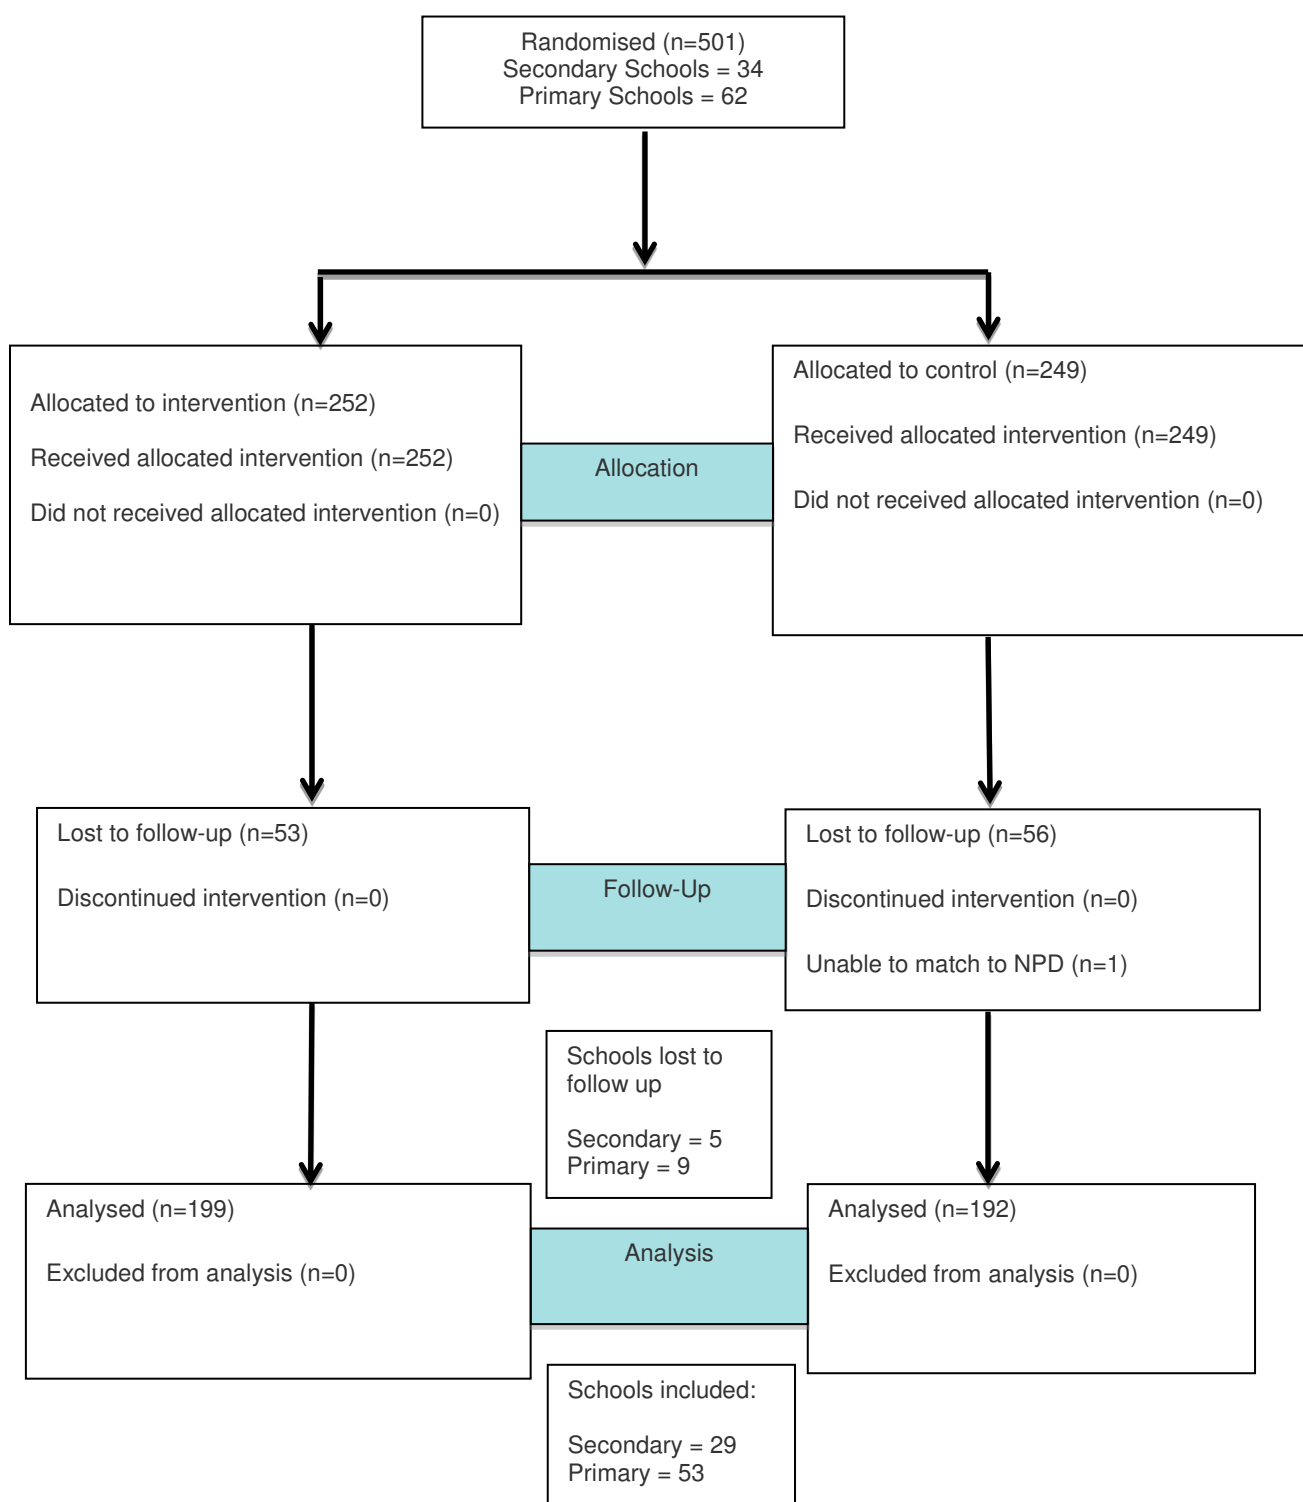 Randomised (n=501)
Secondary Schools = 34
Primary Schools = 62
Allocated to intervention (n=252)
Received allocated intervention (n=252)
Did not received allocated intervention (n=0)
Allocation
Allocated to control (n=249)
Received allocated intervention (n=249)
Did not received allocated intervention (n=0)
Lost to follow-up (n=53)
Discontinued intervention (n=0)
Follow-Up
Lost to follow-up (n=56)
Discontinued intervention (n=0)
Unable to match to NPD (n=1)
Schools lost to
follow up
Secondary = 5
Primary = 9
Analysed (n=199)
Excluded from analysis (n=0)
Analysis
Analysed (n=192)
Excluded from analysis (n=0)
Schools included:
Secondary = 29
Primary = 53